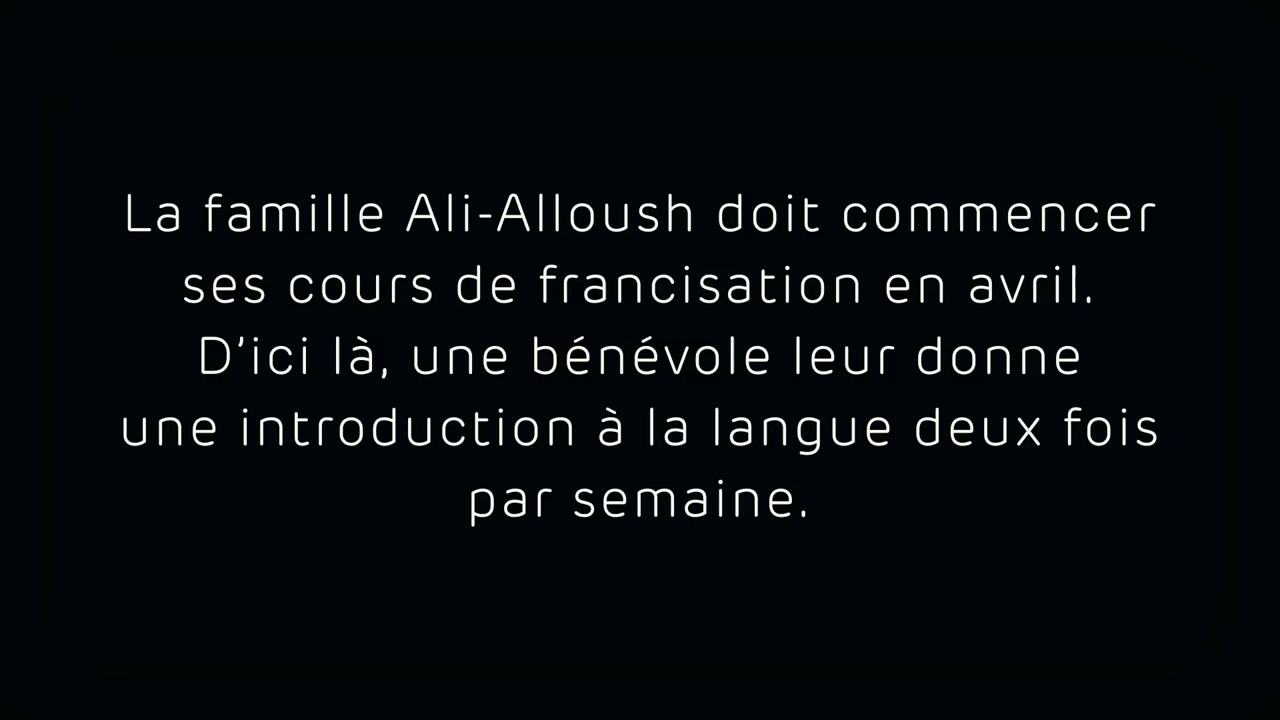 La famille Ali-Alloush doit commencer
ses cours de francisation en avril.
D’ici là, une bénévole leur donne
une introduction à la langue deux fois
par semaine.